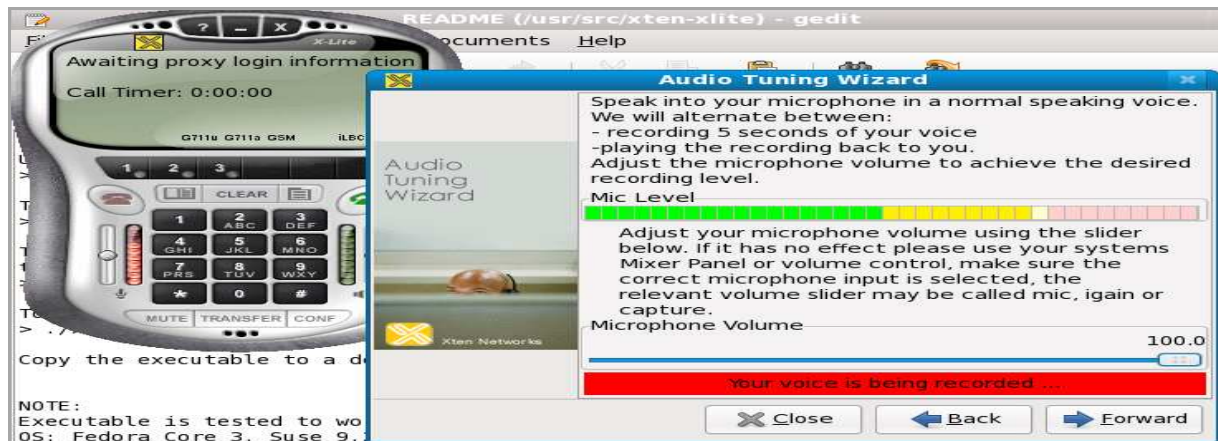 README (/usr/src/xten-xlite) - gedit
ocuments Help
? - X
X-Lite
Awaiting proxy login information
Call Timer: 0:00:00
G711u G711a GSM iLBC
1 2 3
CLEAR
1 2 ABC 3 DEF
4 GHI 5 JKL 6 MNO
7 PRS 8 TUV 9 WXY
* 0 #
MUTE TRANSFER CONF
> ./
Copy the executable to a d
NOTE:
Executable is tested to wo
OS: Fedora Core 3, Suse 9.
Audio Tuning Wizard
Audio
Tuning
Wizard
Xten Networks
Speak into your microphone in a normal speaking voice.
We will alternate between:
- recording 5 seconds of your voice
-playing the recording back to you.
Adjust the microphone volume to achieve the desired
recording level.
Mic Level
Adjust your microphone volume using the slider
below. If it has no effect please use your systems
Mixer Panel or volume control, make sure the
correct microphone input is selected, the
relevant volume slider may be called mic, igain or
capture.
Microphone Volume
100.0
Your voice is being recorded ....
Close Back Forward